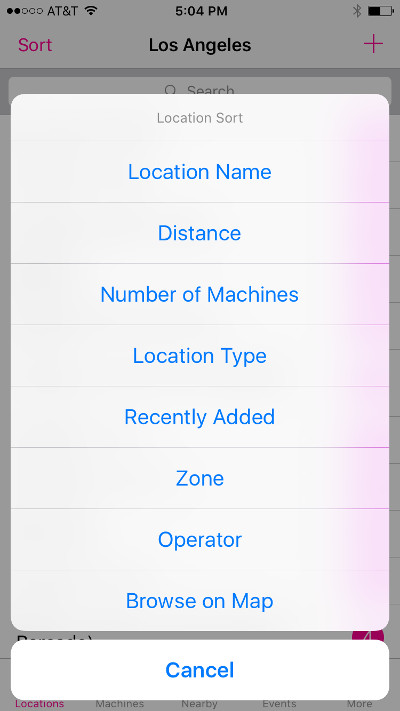 AT&T 5:04 PM
Sort Los Angeles +
Search
Location Sort
Location Name
Distance
Number of Machines
Location Type
Recently Added
Zone
Operator
Browse on Map
Cancel
Locations Machines Nearby Events More